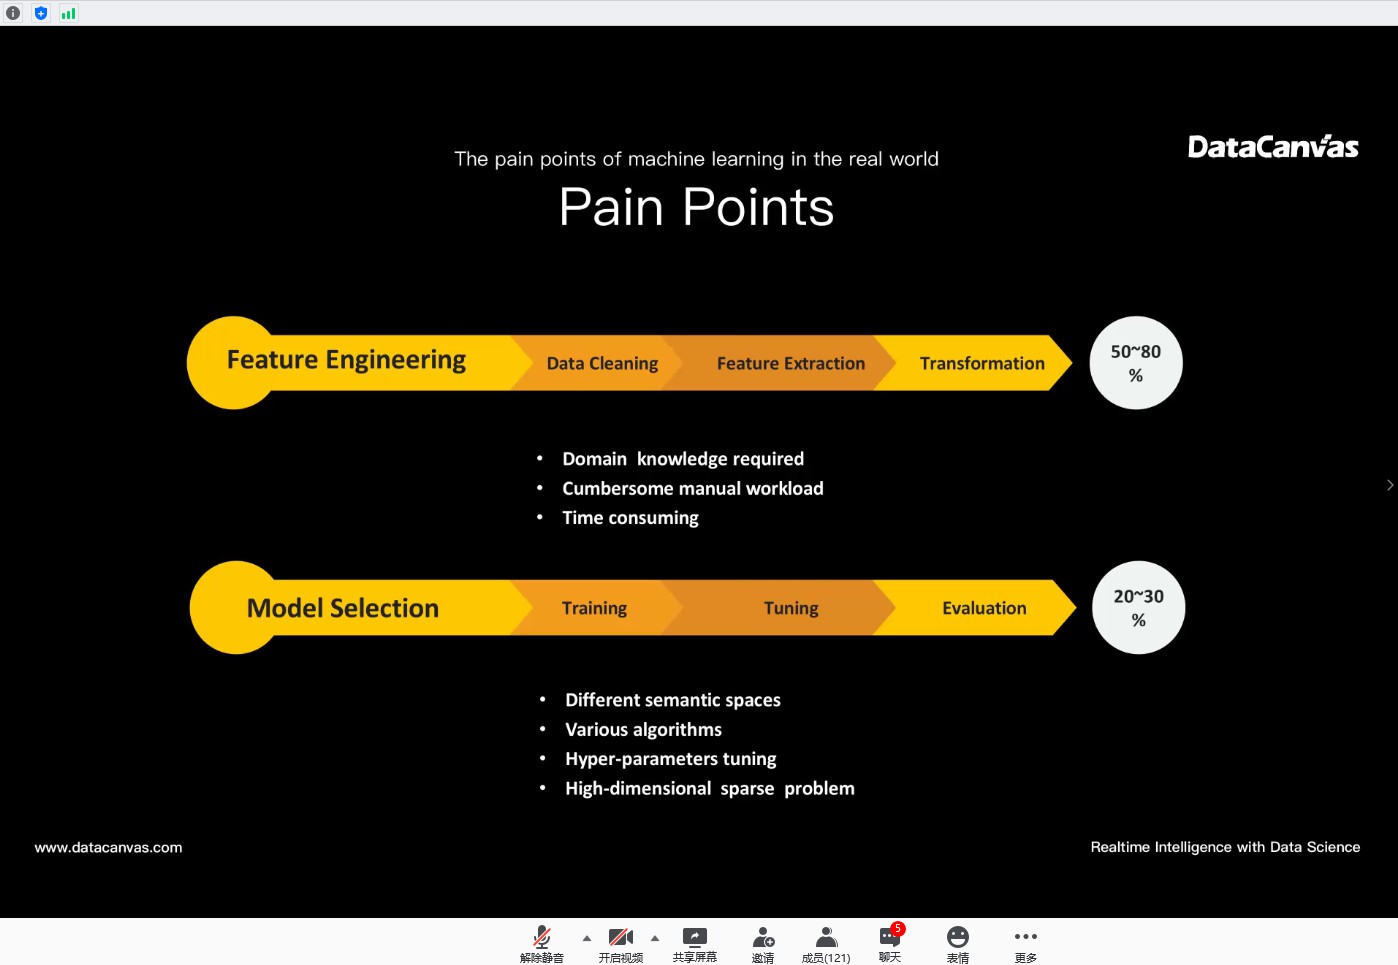 DataCanvas
The pain points of machine learning in the real world
Pain Points
Feature Engineering
Data Cleaning
Feature Extraction
Transformation
50~80
%
• Domain knowledge required
• Cumbersome manual workload
• Time consuming
Model Selection
Training
Tuning
Evaluation
20~30
%
• Different semantic spaces
• Various algorithms
• Hyper-parameters tuning
• High-dimensional sparse problem
www.datacanvas.com
Realtime Intelligence with Data Science
5
解除静音
开启视频
共享屏幕
邀请
成员(121)
聊天
表情
更多